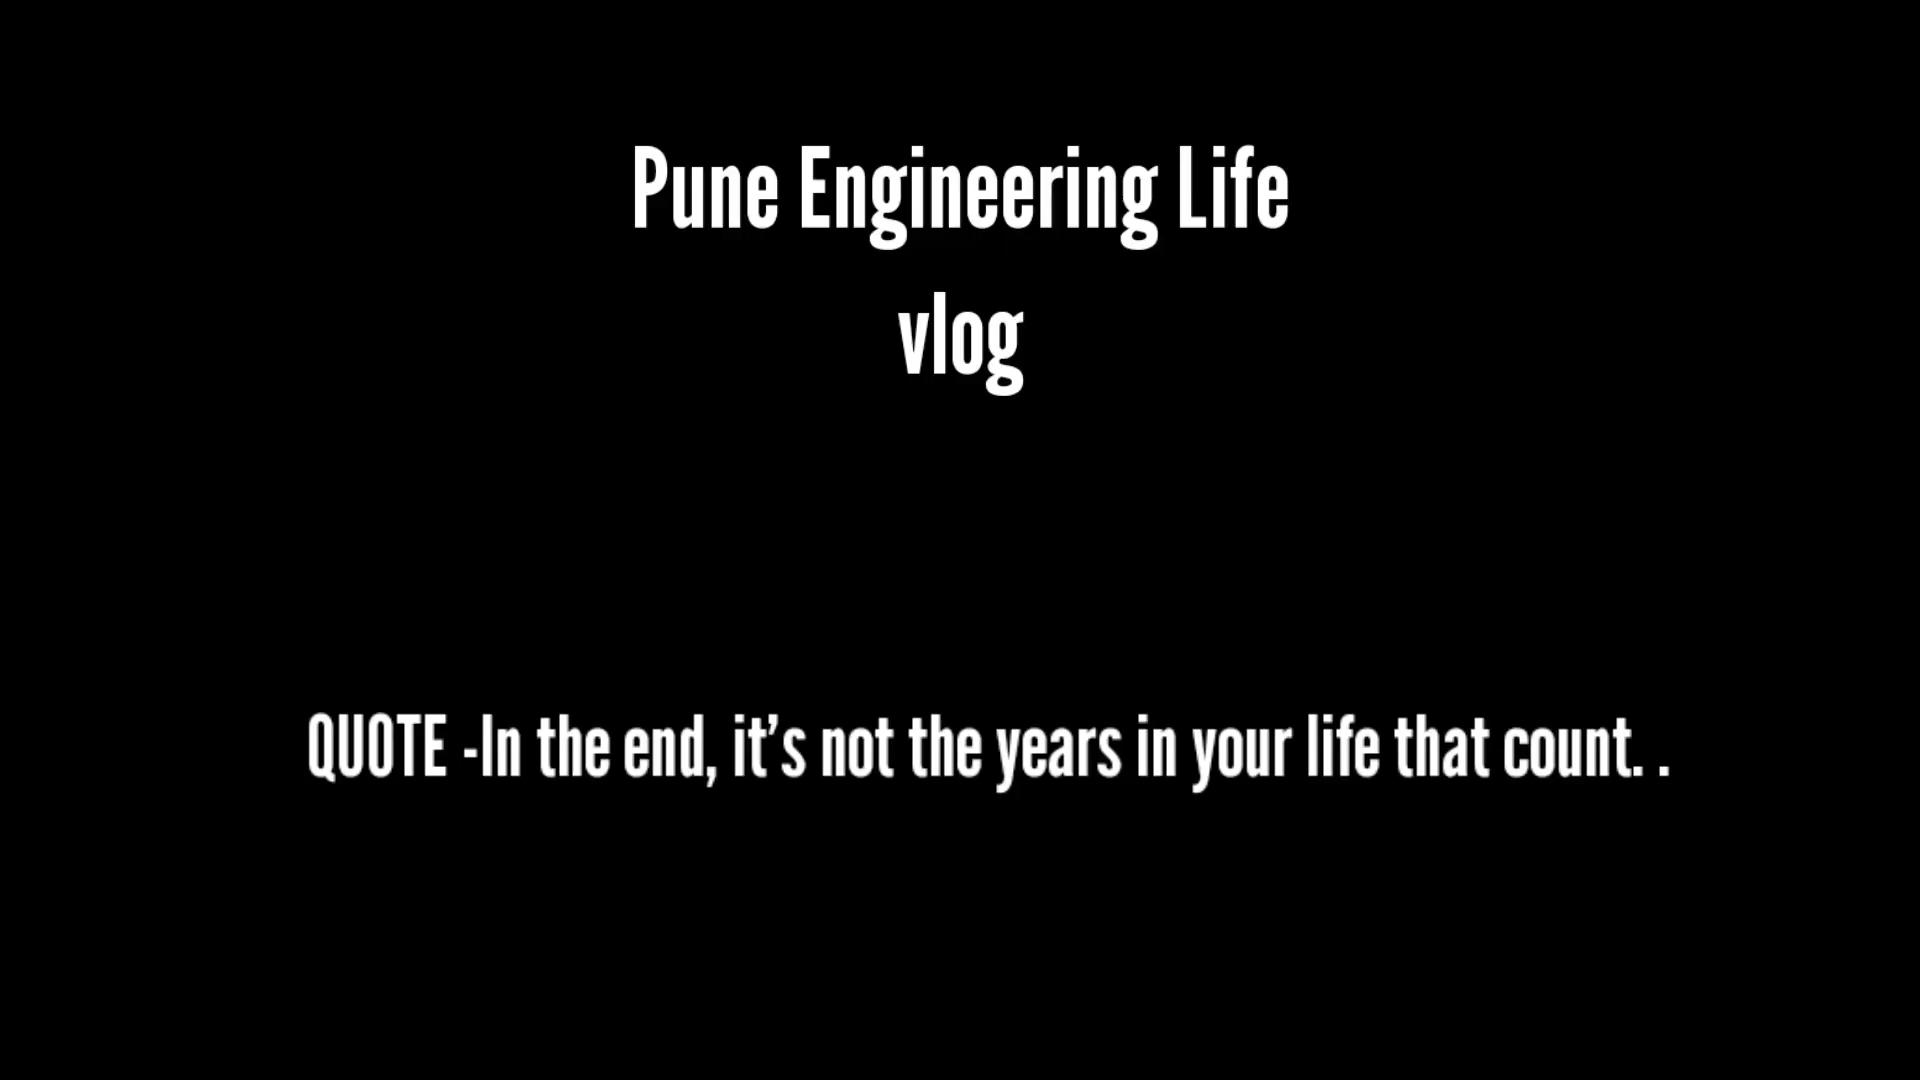 Pune Engineering Life
vlog
QUOTE -In the end, it’s not the years in your life that count. .